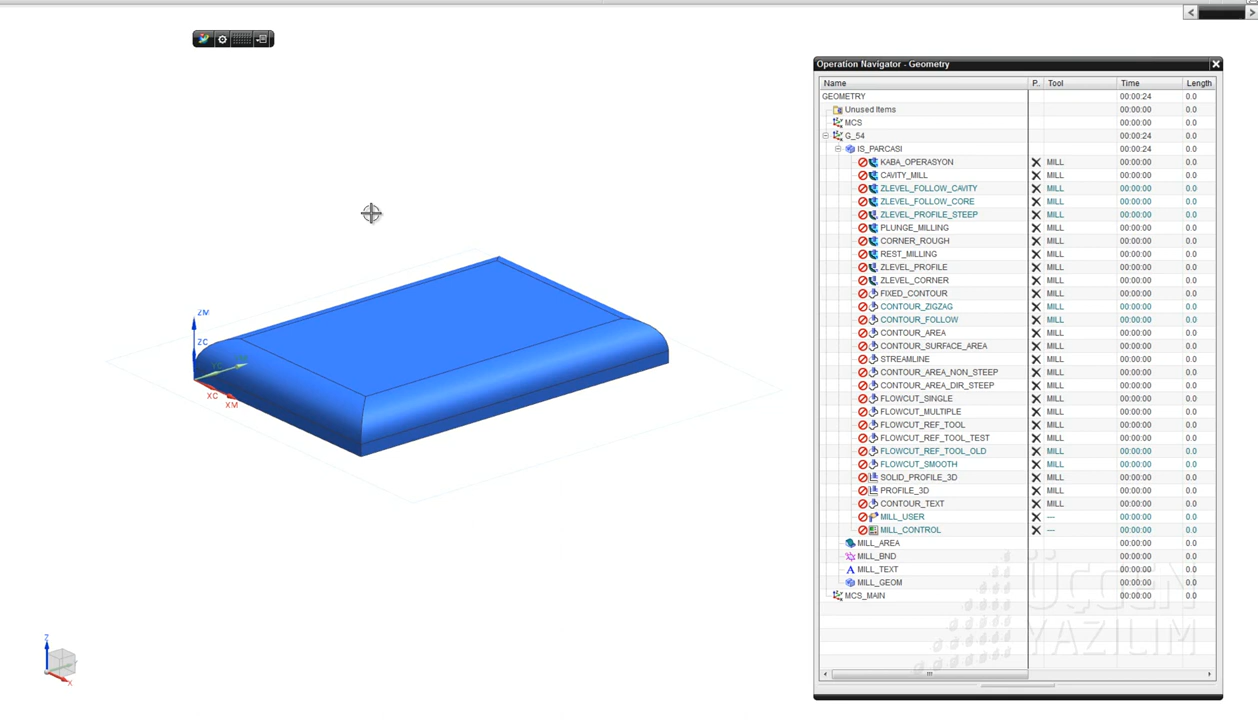 Operation Navigator - Geometry
Name P.. Tool Time Length
GEOMETRY 00:00:24 0.0
Unused Items 00:00:00 0.0
MCS 00:00:00 0.0
G_54 00:00:24 0.0
IS_PARCASI 00:00:24 0.0
KABA_OPERASYON MILL 00:00:00 0.0
CAVITY_MILL MILL 00:00:00 0.0
ZLEVEL_FOLLOW_CAVITY MILL 00:00:00 0.0
ZLEVEL_FOLLOW_CORE MILL 00:00:00 0.0
ZLEVEL_PROFILE_STEEP MILL 00:00:00 0.0
PLUNGE_MILLING MILL 00:00:00 0.0
CORNER_ROUGH MILL 00:00:00 0.0
REST_MILLING MILL 00:00:00 0.0
ZLEVEL_PROFILE MILL 00:00:00 0.0
ZLEVEL_CORNER MILL 00:00:00 0.0
FIXED_CONTOUR MILL 00:00:00 0.0
CONTOUR_ZIGZAG MILL 00:00:00 0.0
CONTOUR_FOLLOW MILL 00:00:00 0.0
CONTOUR_AREA MILL 00:00:00 0.0
CONTOUR_SURFACE_AREA MILL 00:00:00 0.0
STREAMLINE MILL 00:00:00 0.0
CONTOUR_AREA_NON_STEEP MILL 00:00:00 0.0
CONTOUR_AREA_DIR_STEEP MILL 00:00:00 0.0
FLOWCUT_SINGLE MILL 00:00:00 0.0
FLOWCUT_MULTIPLE MILL 00:00:00 0.0
FLOWCUT_REF_TOOL MILL 00:00:00 0.0
FLOWCUT_REF_TOOL_TEST MILL 00:00:00 0.0
FLOWCUT_REF_TOOL_OLD MILL 00:00:00 0.0
FLOWCUT_SMOOTH MILL 00:00:00 0.0
SOLID_PROFILE_3D MILL 00:00:00 0.0
PROFILE_3D MILL 00:00:00 0.0
CONTOUR_TEXT MILL 00:00:00 0.0
MILL_USER --- 00:00:00 0.0
MILL_CONTROL --- 00:00:00 0.0
MILL_AREA 00:00:00 0.0
MILL_BND 00:00:00 0.0
MILL_TEXT 00:00:00 0.0
MILL_GEOM 00:00:00 0.0
MCS_MAIN 00:00:00 0.0
ZM
ZC
XC
XM
Z
X
ÜÇGEN
YAZILIM